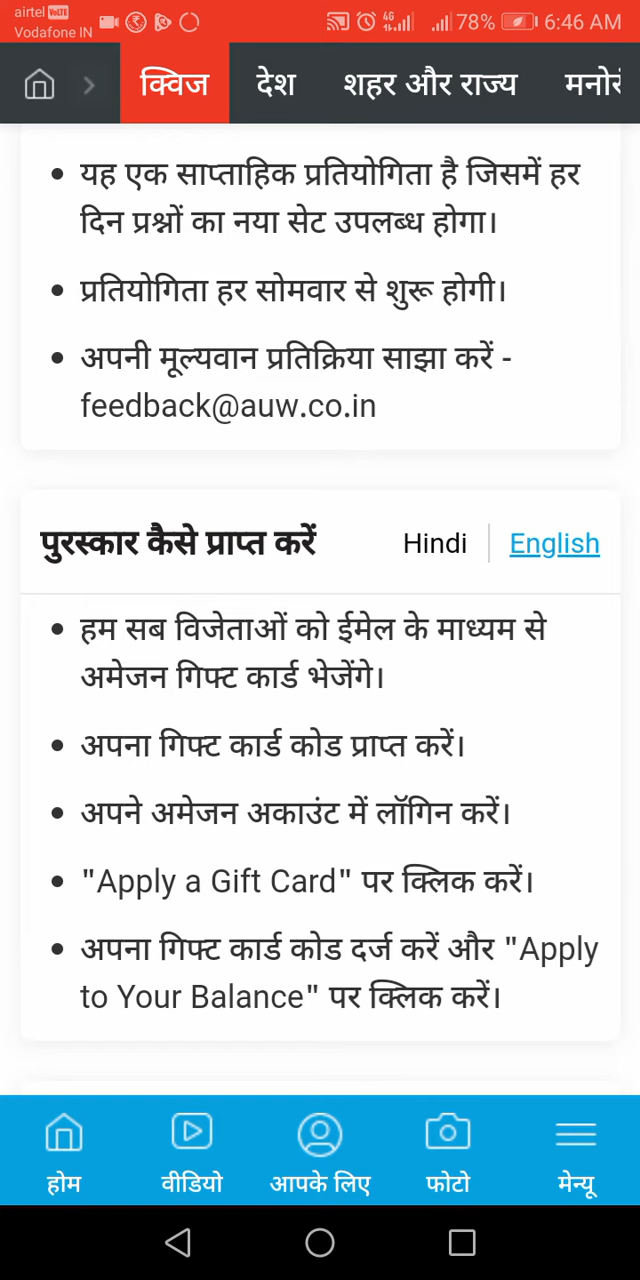 airtel VoLTE
Vodafone IN
4G
78%
6:46 AM
क्विज देश शहर और राज्य
• यह एक साप्ताहिक प्रतियोगिता है जिसमें हर
दिन प्रश्नों का नया सेट उपलब्ध होगा।
• प्रतियोगिता हर सोमवार से शुरू होगी।
• अपनी मूल्यवान प्रतिक्रिया साझा करें -
feedback@auw.co.in
पुरस्कार कैसे प्राप्त करें Hindi English
• हम सब विजेताओं को ईमेल के माध्यम से
अमेजन गिफ्ट कार्ड भेजेंगे।
• अपना गिफ्ट कार्ड कोड प्राप्त करें।
• अपने अमेजन अकाउंट में लॉगिन करें।
• "Apply a Gift Card" पर क्लिक करें।
• अपना गिफ्ट कार्ड कोड दर्ज करें और "Apply
to Your Balance" पर क्लिक करें।
होम वीडियो आपके लिए फोटो मेन्यू